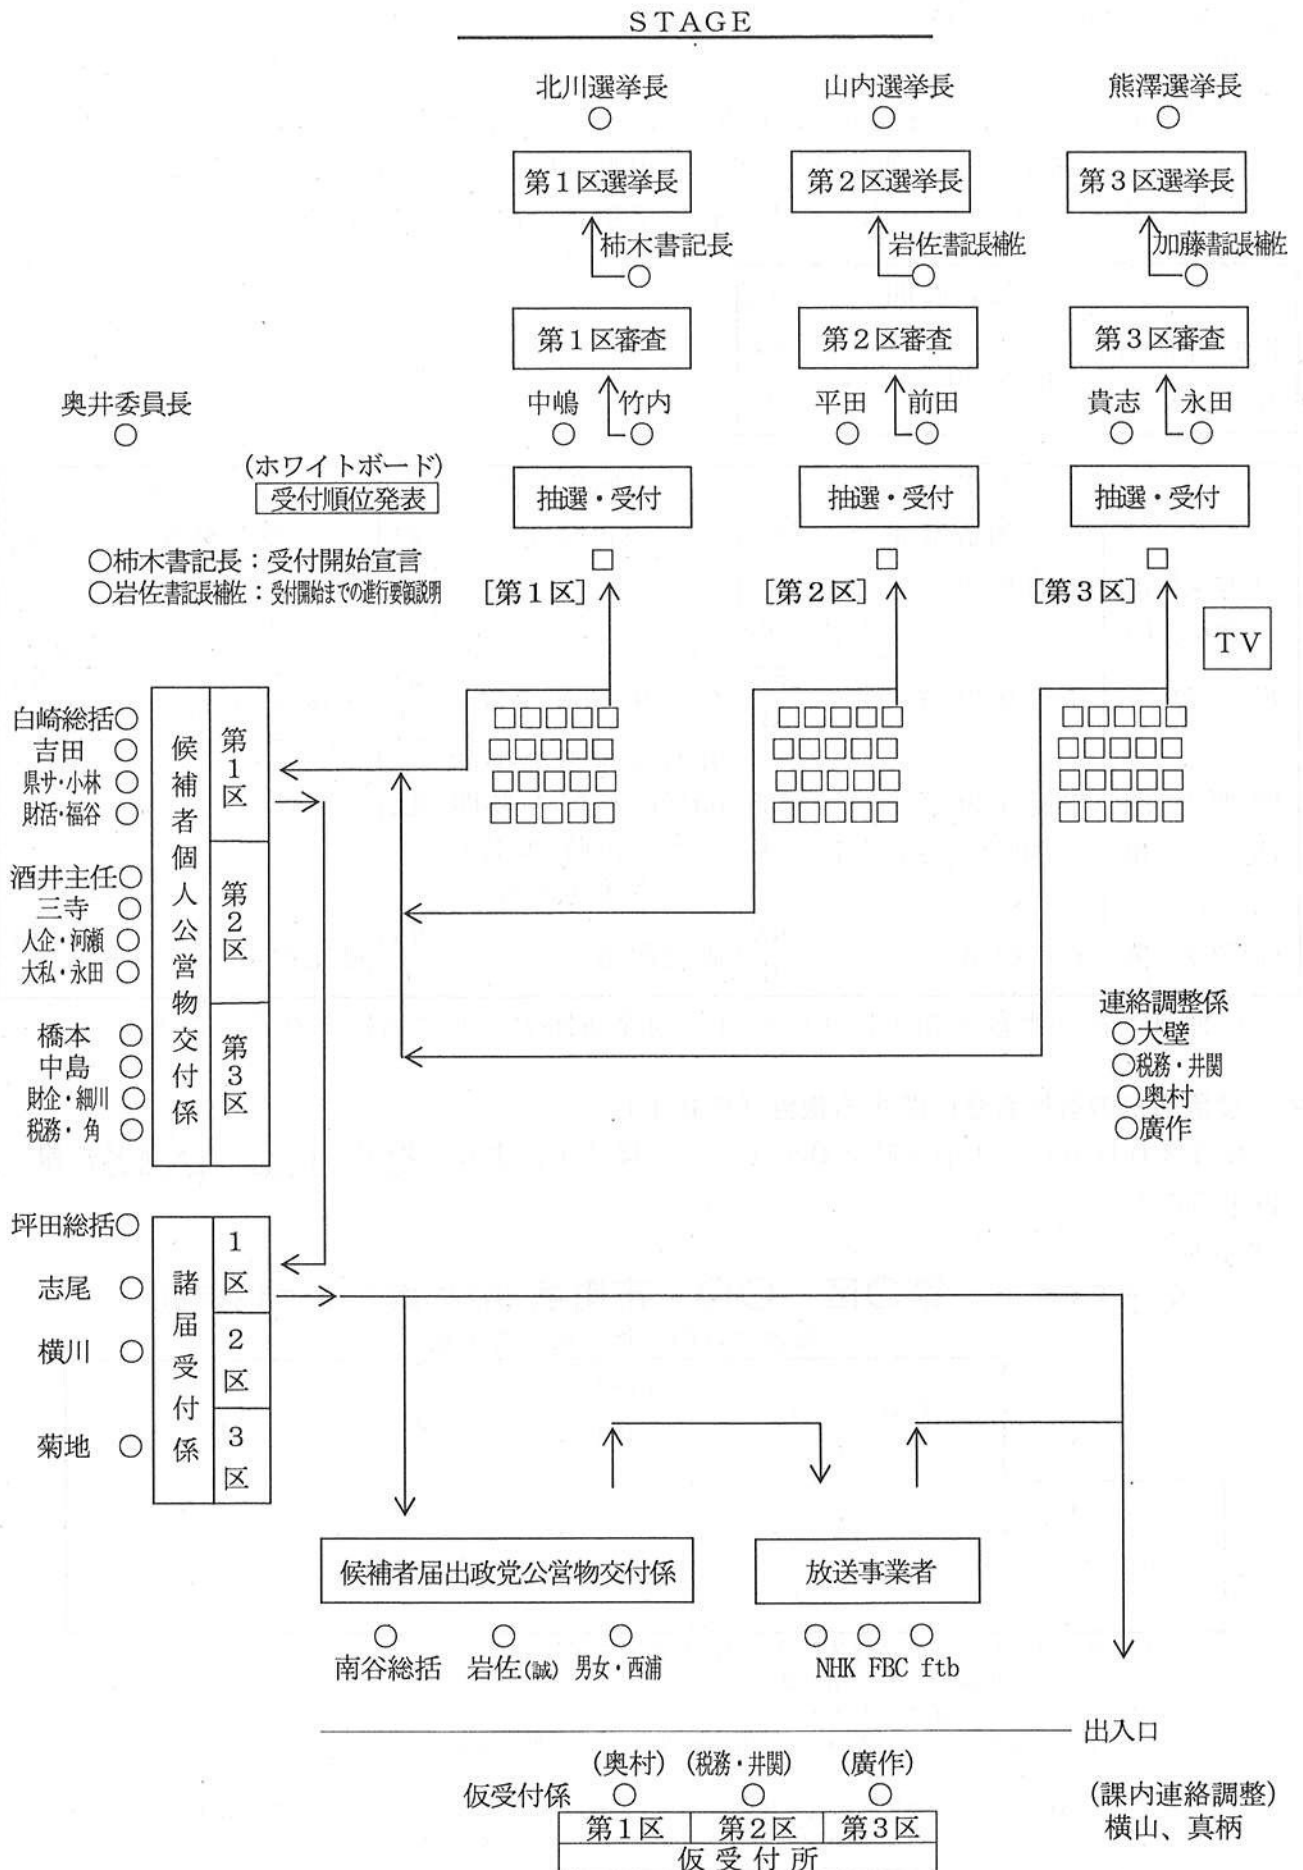 STAGE
北川選挙長 山内選挙長 熊澤選挙長
第1区選挙長 第2区選挙長 第3区選挙長
柿木書記長 岩佐書記長補佐 加藤書記長補佐
第1区審査 第2区審査 第3区審査
奥井委員長
中嶋 竹内 平田 前田 貴志 永田
(ホワイトボード)
受付順位発表
抽選・受付 抽選・受付 抽選・受付
○柿木書記長：受付開始宣言
○岩佐書記長補佐：受付開始までの進行要領説明
[第1区] [第2区] [第3区]
TV
候補者個人公営物交付係
第1区
白崎総括○
吉田 ○
県サ・小林 ○
財活・福谷 ○
第2区
酒井主任○
三寺 ○
人企・河瀬 ○
大私・永田 ○
第3区
橋本 ○
中島 ○
財企・細川 ○
税務・角 ○
連絡調整係
○大壁
○税務・井関
○奥村
○廣作
諸届受付係
1区
2区
3区
坪田総括○
志尾 ○
横川 ○
菊地 ○
候補者届出政党公営物交付係 放送事業者
南谷総括 岩佐(誠) 男女・西浦 NHK FBC ftb
出入口
(奥村) (税務・井関) (廣作)
仮受付係
第1区 第2区 第3区
仮受付所
(課内連絡調整)
横山、真柄